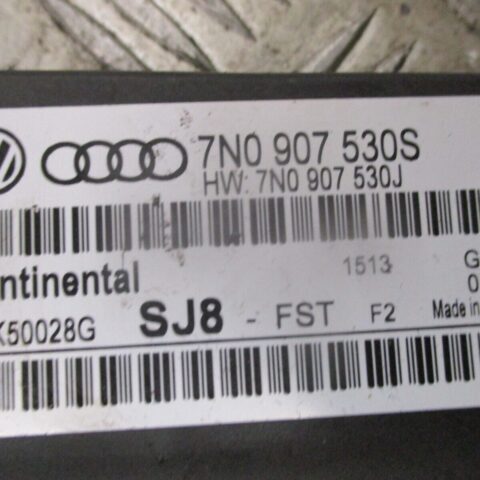 7N0 907 530S
HW: 7N0 907 530J
ntinental
1513
G
0
K50028G SJ8 - FST F2 Made in